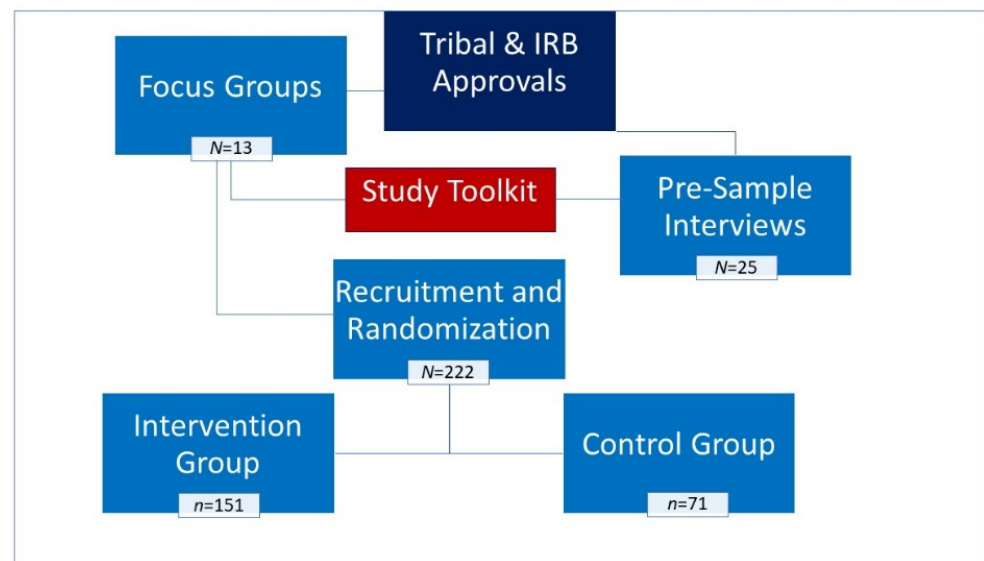 Tribal & IRB
Approvals
Focus Groups
N=13
Study Toolkit
Pre-Sample
Interviews
N=25
Recruitment and
Randomization
N=222
Intervention
Group
n=151
Control Group
n=71